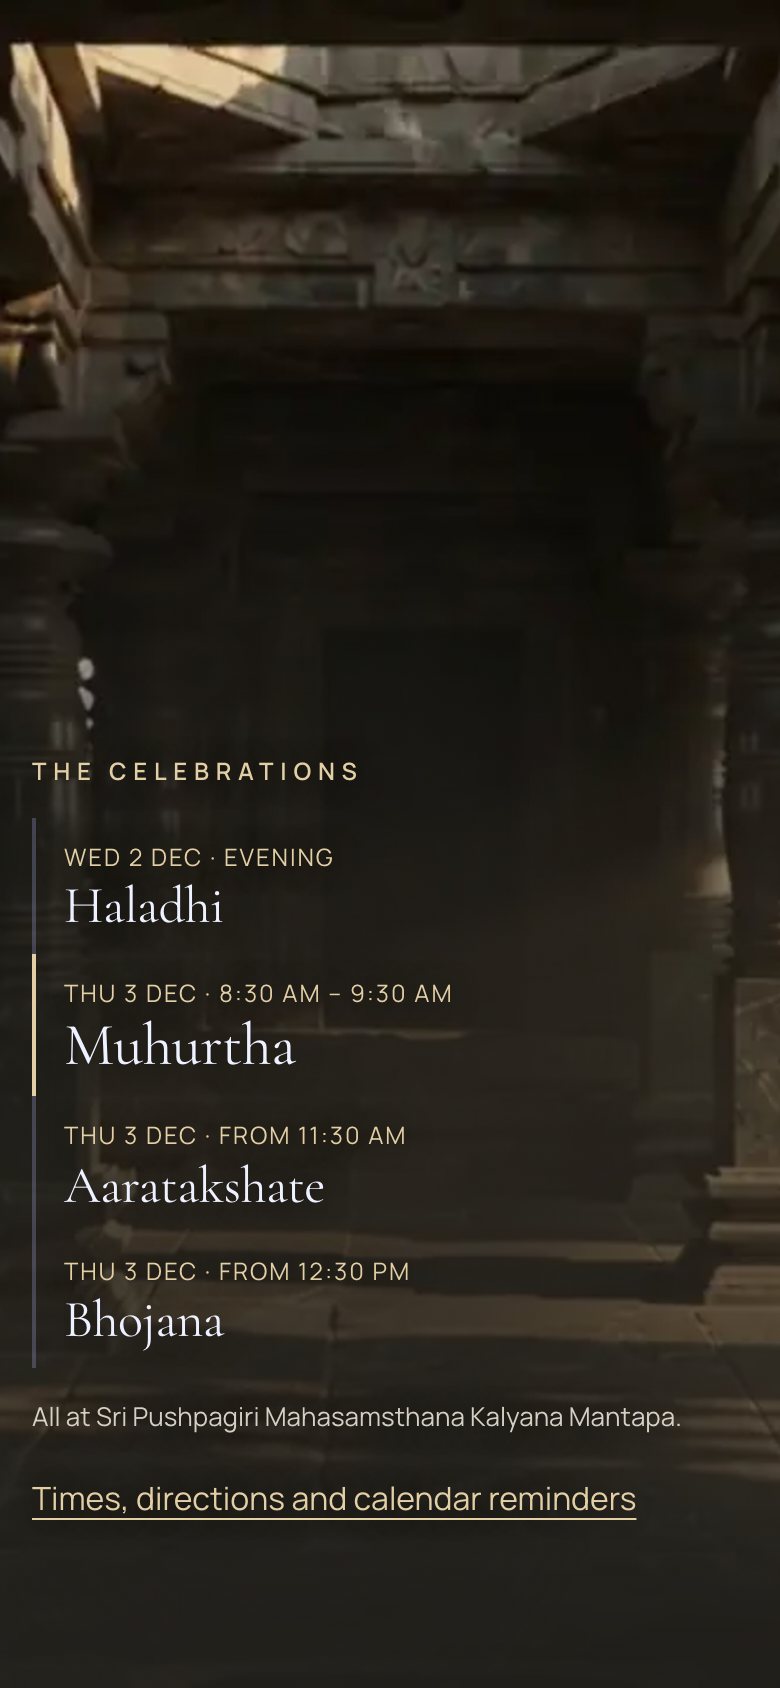 THE CELEBRATIONS
WED 2 DEC · EVENING
Haladhi
THU 3 DEC · 8:30 AM – 9:30 AM
Muhurtha
THU 3 DEC · FROM 11:30 AM
Aaratakshate
THU 3 DEC · FROM 12:30 PM
Bhojana
All at Sri Pushpagiri Mahasamsthana Kalyana Mantapa.
Times, directions and calendar reminders